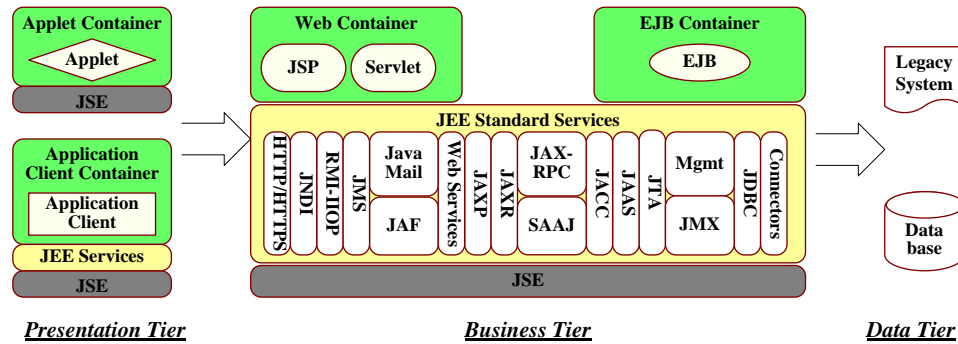 Applet Container
Applet
JSE
Application
Client Container
Application
Client
JEE Services
JSE
Presentation Tier
Web Container
JSP
Servlet
EJB Container
EJB
JEE Standard Services
HTTP/HTTPS
JNDI
RMI-IIOP
JMS
Java
Mail
JAF
Web Services
JAXP
JAXR
JAX-
RPC
SAAJ
JACC
JAAS
JTA
Mgmt
JMX
JDBC
Connectors
JSE
Business Tier
Legacy
System
Data
base
Data Tier